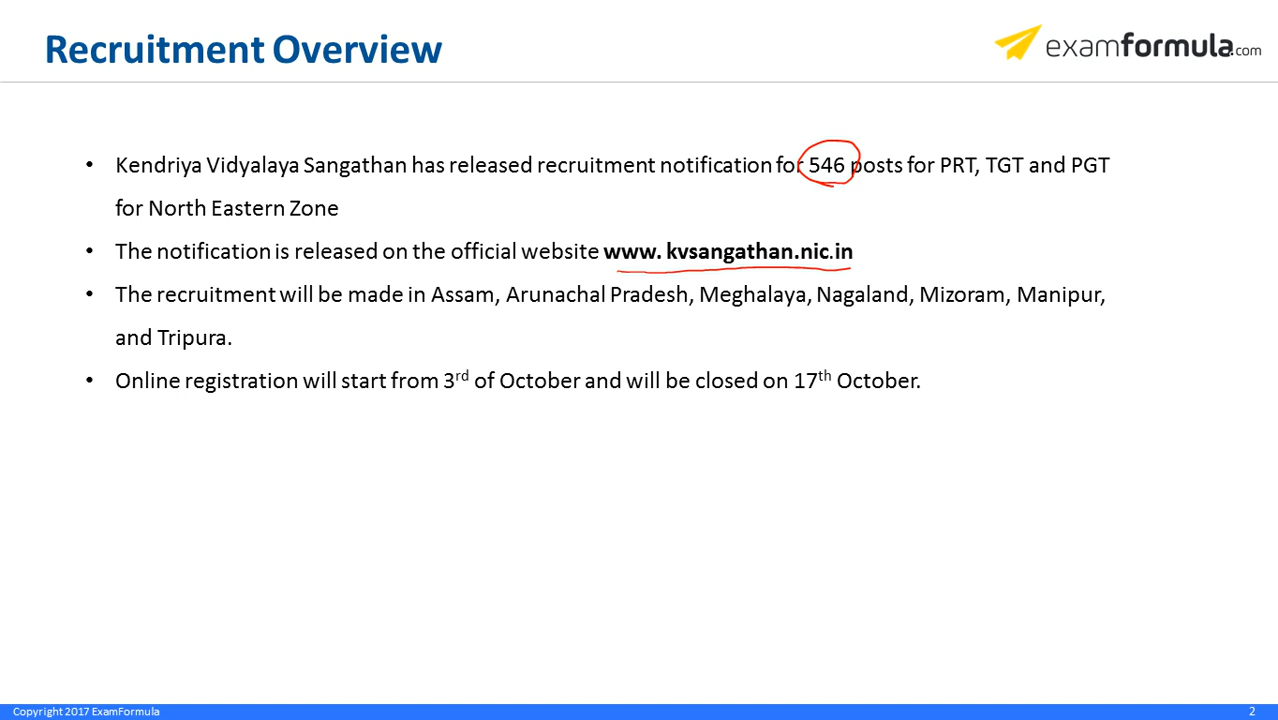 Recruitment Overview
examformula.com
• Kendriya Vidyalaya Sangathan has released recruitment notification for 546 posts for PRT, TGT and PGT
for North Eastern Zone
• The notification is released on the official website www. kvsangathan.nic.in
• The recruitment will be made in Assam, Arunachal Pradesh, Meghalaya, Nagaland, Mizoram, Manipur,
and Tripura.
• Online registration will start from 3rd of October and will be closed on 17th October.
Copyright 2017 ExamFormula
2